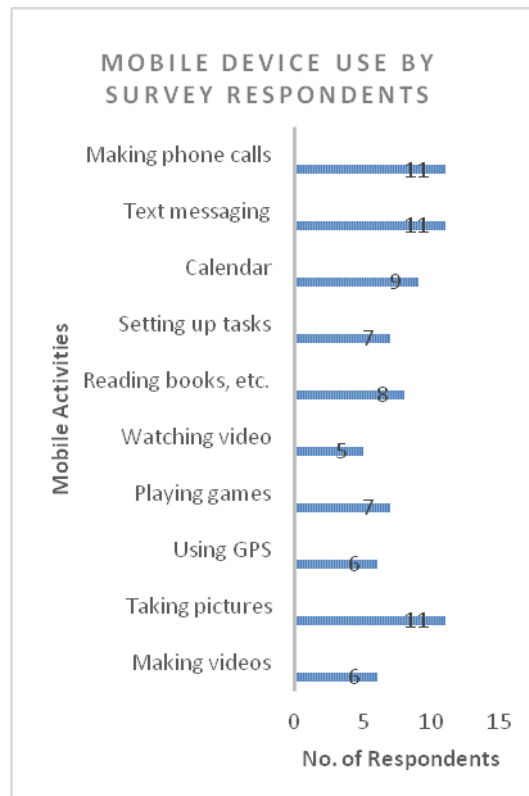 MOBILE DEVICE USE BY
SURVEY RESPONDENTS
Mobile Activities
Making phone calls 11
Text messaging 11
Calendar 9
Setting up tasks 7
Reading books, etc. 8
Watching video 5
Playing games 7
Using GPS 6
Taking pictures 11
Making videos 6
0 5 10 15
No. of Respondents